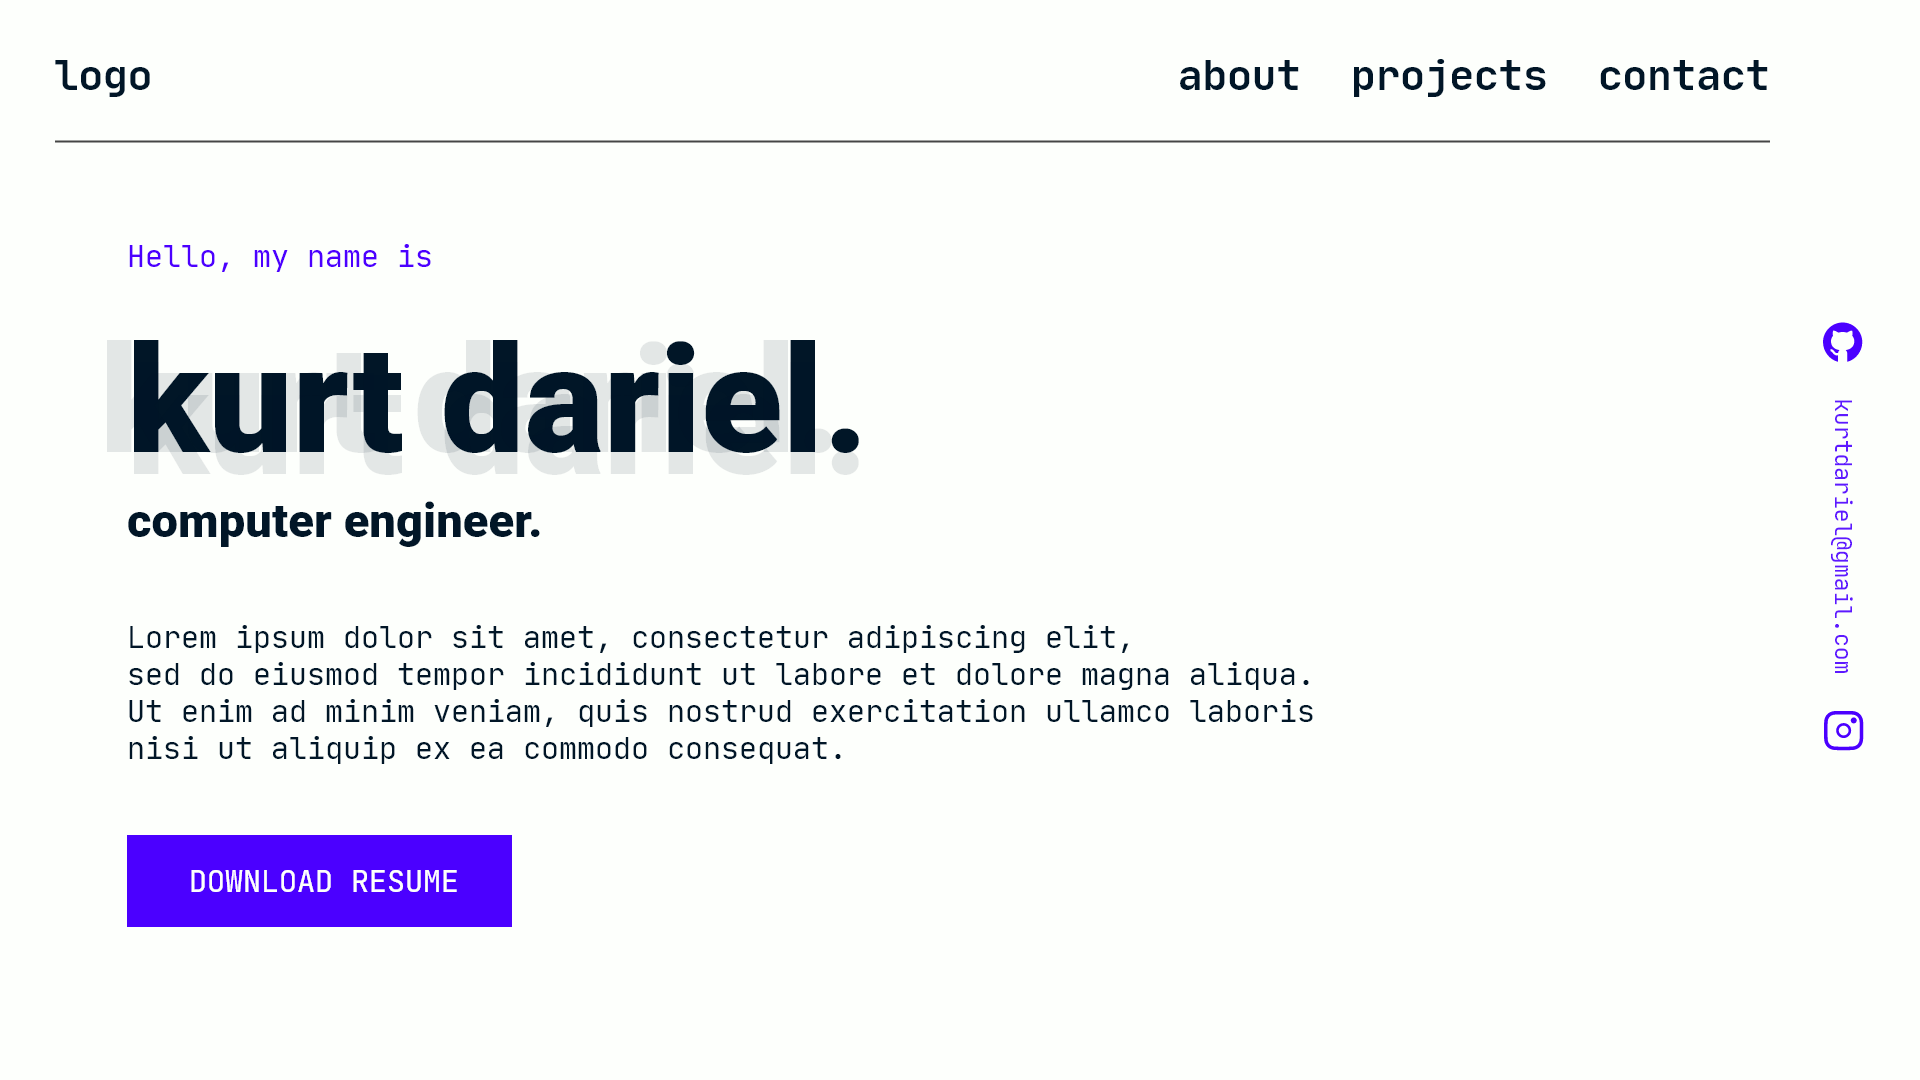 logo
about projects contact
Hello, my name is
kurt dariel.
computer engineer.
Lorem ipsum dolor sit amet, consectetur adipiscing elit,
sed do eiusmod tempor incididunt ut labore et dolore magna aliqua.
Ut enim ad minim veniam, quis nostrud exercitation ullamco laboris
nisi ut aliquip ex ea commodo consequat.
DOWNLOAD RESUME
kurtdariel@gmail.com